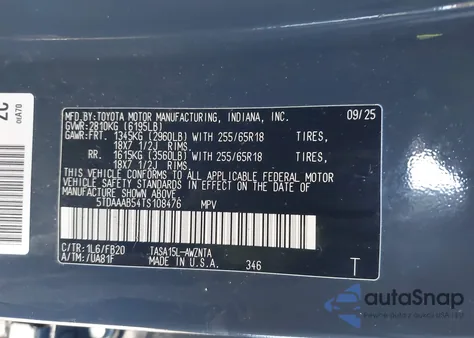 MFD.BY:TOYOTA MOTOR MANUFACTURING, INDIANA, INC. 09/25
GVWR:2810KG (6195LB)
GAWR: FRT. 1345KG (2960LB) WITH 255/65R18 TIRES,
18X7 1/2J RIMS.
RR. 1615KG (3560LB) WITH 255/65R18 TIRES,
18X7 1/2J RIMS.
THIS VEHICLE CONFORMS TO ALL APPLICABLE FEDERAL MOTOR
VEHICLE SAFETY STANDARDS IN EFFECT ON THE DATE OF
MANUFACTURE SHOWN ABOVE.
5TDAAAB54TS108476 MPV
C/TR: 1L6/FB20 TASA15L-AWZNTA
A/TM: /UA81F MADE IN U.S.A. 346 T
autoSnap